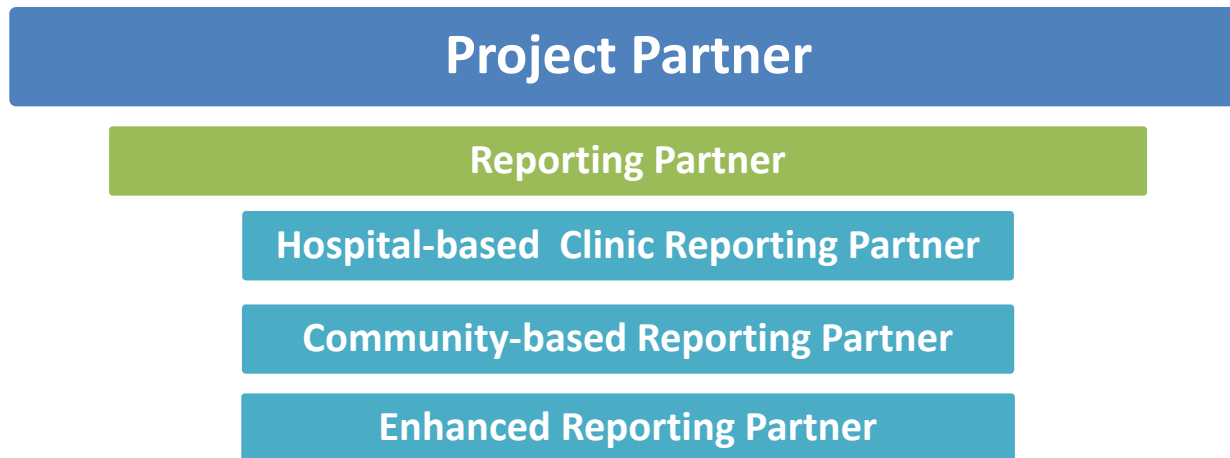 Project Partner
Reporting Partner
Hospital-based  Clinic Reporting Partner
Community-based Reporting Partner
Enhanced Reporting Partner